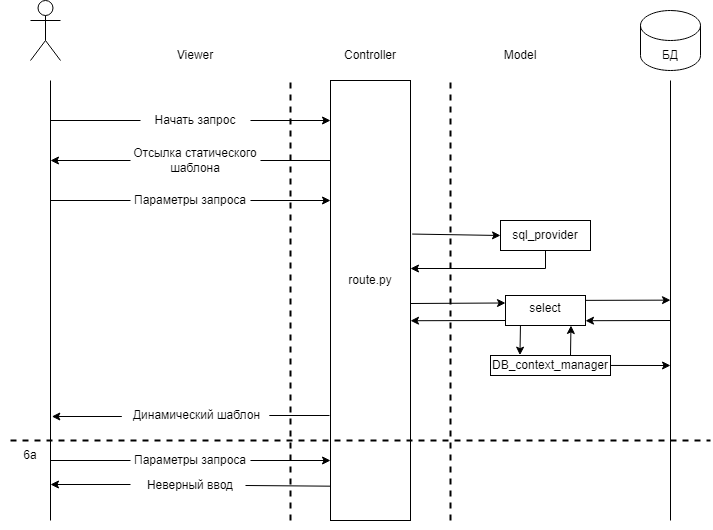 Viewer
Controller
Model
БД
Начать запрос
Отсылка статического
шаблона
Параметры запроса
sql_provider
route.py
select
DB_context_manager
Динамический шаблон
6a
Параметры запроса
Неверный ввод